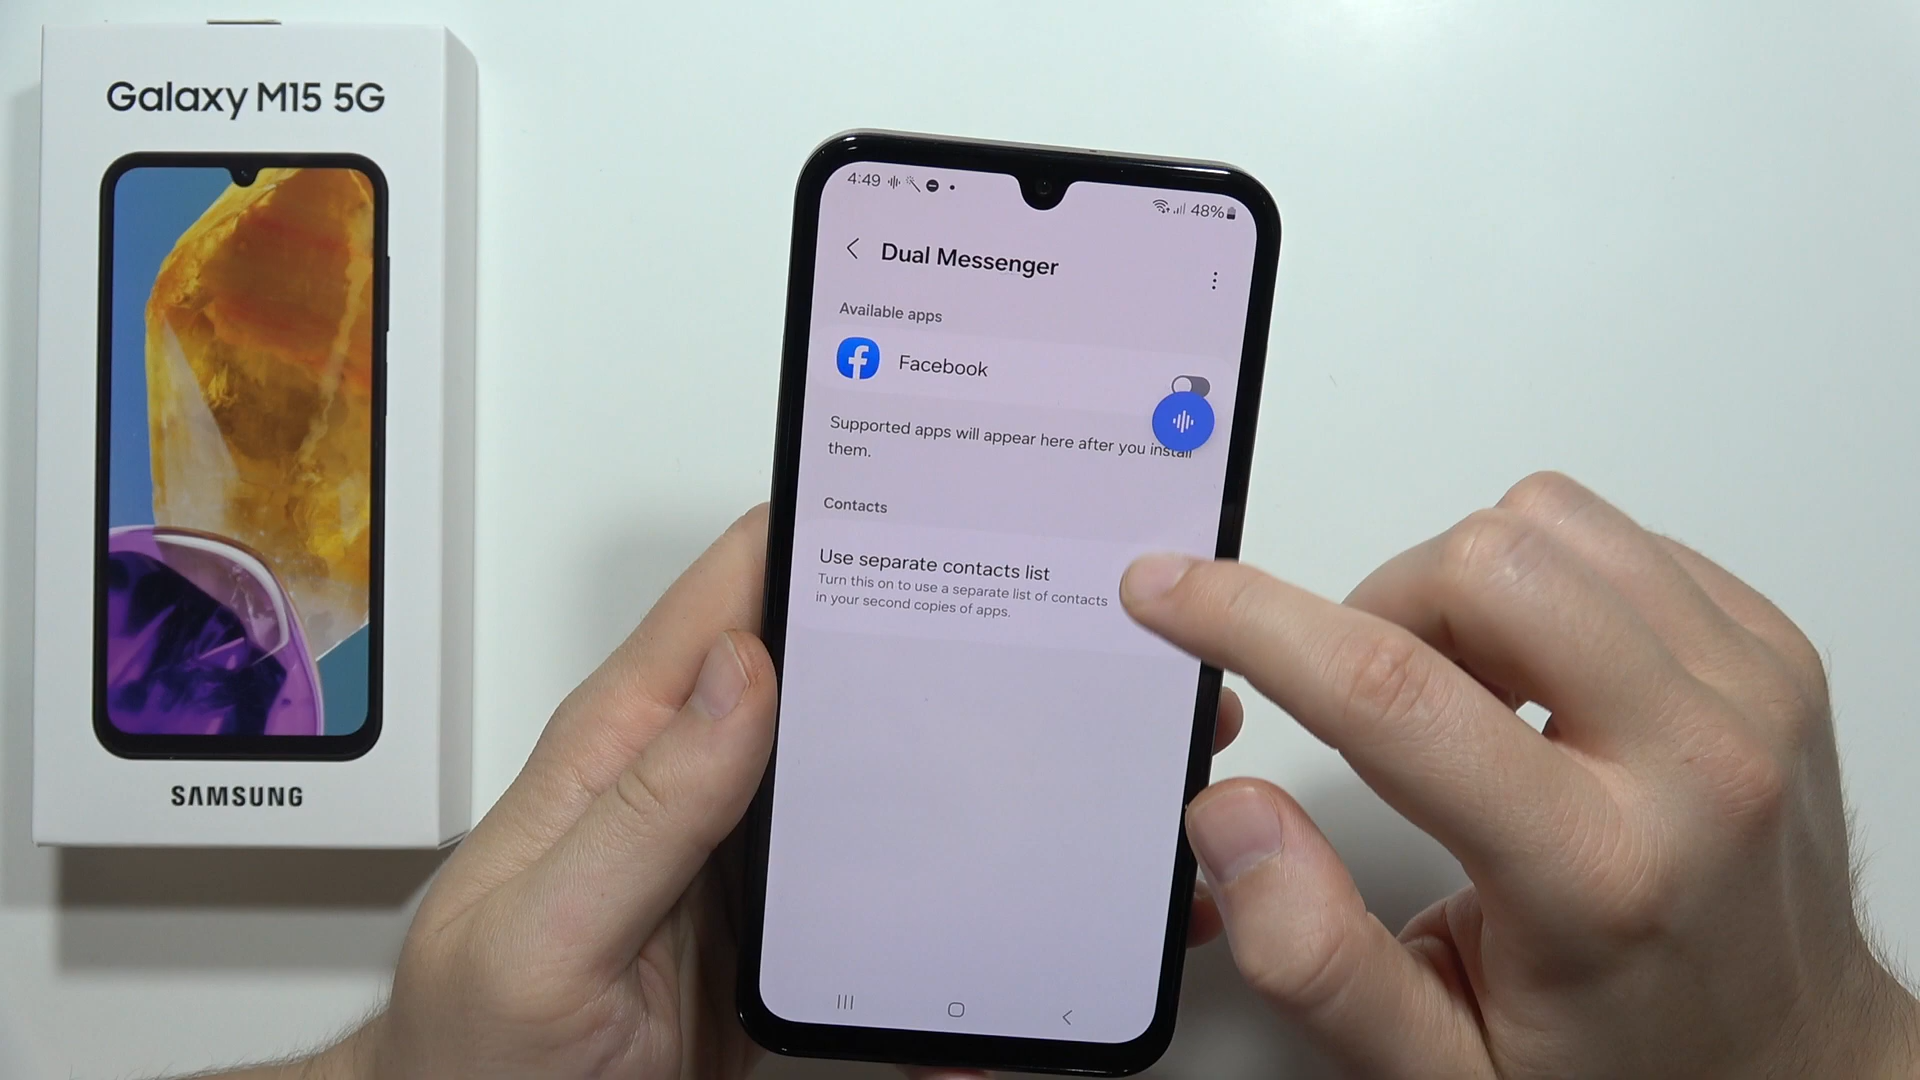 Galaxy M15 5G
SAMSUNG
4:49
48%
Dual Messenger
Available apps
Facebook
Supported apps will appear here after you install
them.
Contacts
Use separate contacts list
Turn this on to use a separate list of contacts
in your second copies of apps.